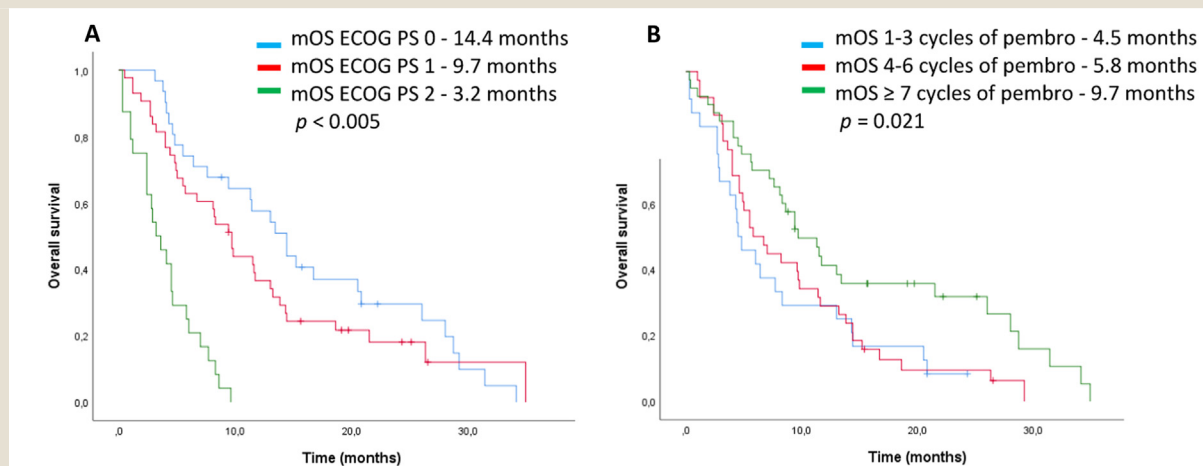 A
mOS ECOG PS 0 - 14.4 months
mOS ECOG PS 1 - 9.7 months
mOS ECOG PS 2 - 3.2 months
p < 0.005
Overall survival
1,0
0,8
0,6
0,4
0,2
0,0
,0 10,0 20,0 30,0
Time (months)
B
mOS 1-3 cycles of pembro - 4.5 months
mOS 4-6 cycles of pembro - 5.8 months
mOS ≥ 7 cycles of pembro - 9.7 months
p = 0.021
Overall survival
1,0
0,6
0,4
0,2
0,0
,0 10,0 20,0 30,0
Time (months)